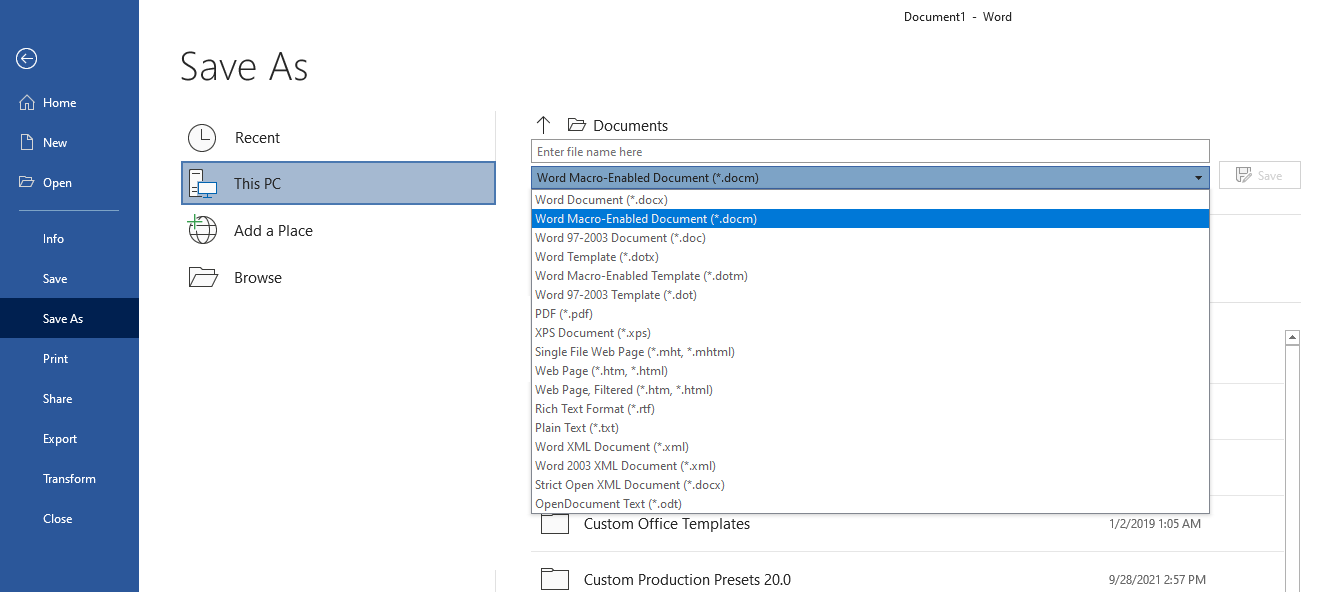 Document1 - Word
Home
New
Open
Info
Save
Save As
Print
Share
Export
Transform
Close
Save As
Recent
This PC
Add a Place
Browse
Documents
Enter file name here
Word Macro-Enabled Document (*.docm)
Save
Word Document (*.docx)
Word Macro-Enabled Document (*.docm)
Word 97-2003 Document (*.doc)
Word Template (*.dotx)
Word Macro-Enabled Template (*.dotm)
Word 97-2003 Template (*.dot)
PDF (*.pdf)
XPS Document (*.xps)
Single File Web Page (*.mht, *.mhtml)
Web Page (*.htm, *.html)
Web Page, Filtered (*.htm, *.html)
Rich Text Format (*.rtf)
Plain Text (*.txt)
Word XML Document (*.xml)
Word 2003 XML Document (*.xml)
Strict Open XML Document (*.docx)
OpenDocument Text (*.odt)
Custom Office Templates 1/2/2019 1:05 AM
Custom Production Presets 20.0 9/28/2021 2:57 PM